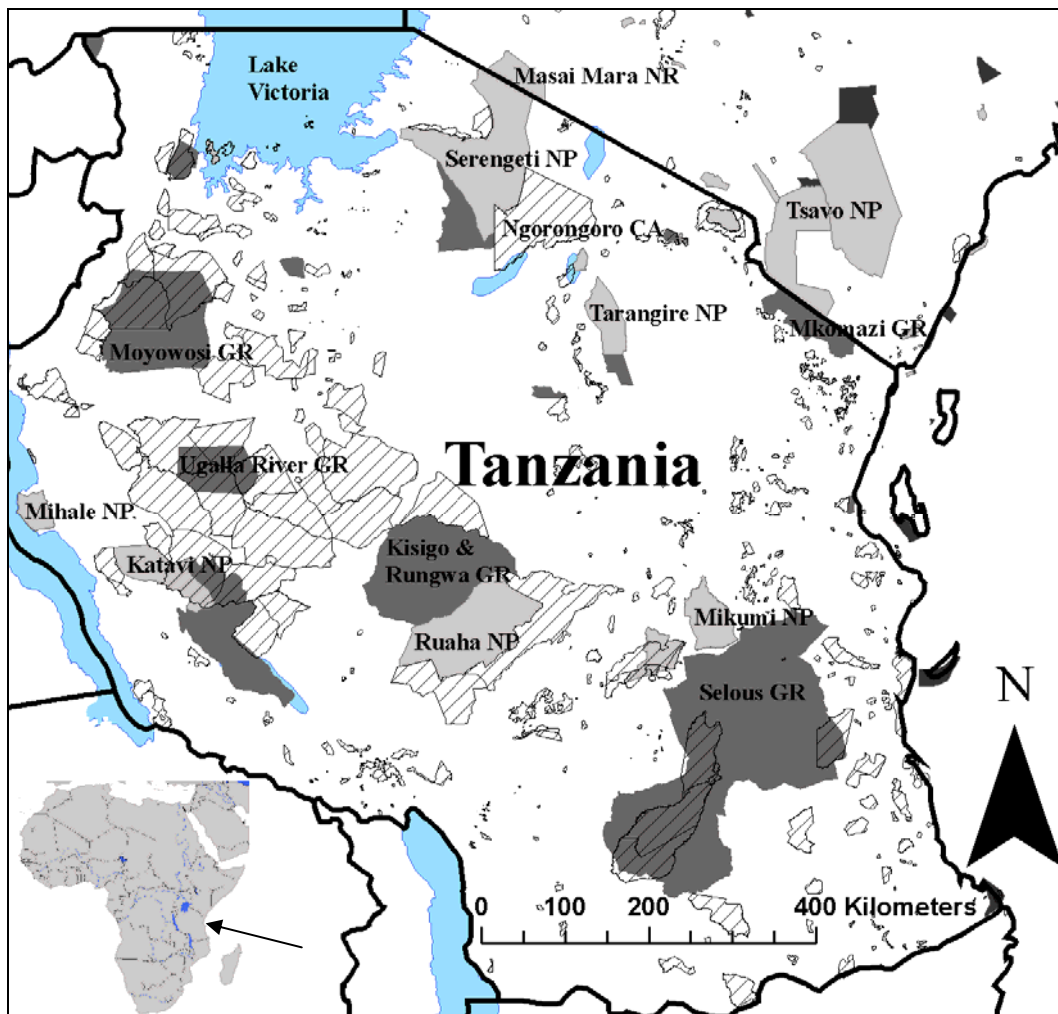 Lake
Victoria
Masai Mara NR
Serengeti NP
Tsavo NP
Ngorongoro CA
Tarangire NP
Mkomazi GR
Moyowosi GR
Tanzania
Ugalla River GR
Mihale NP.
Kisigo &
Rungwa GR
Katavi NP
Mikumi NP
Ruaha NP
Selous GR
N
0 100 200 400 Kilometers